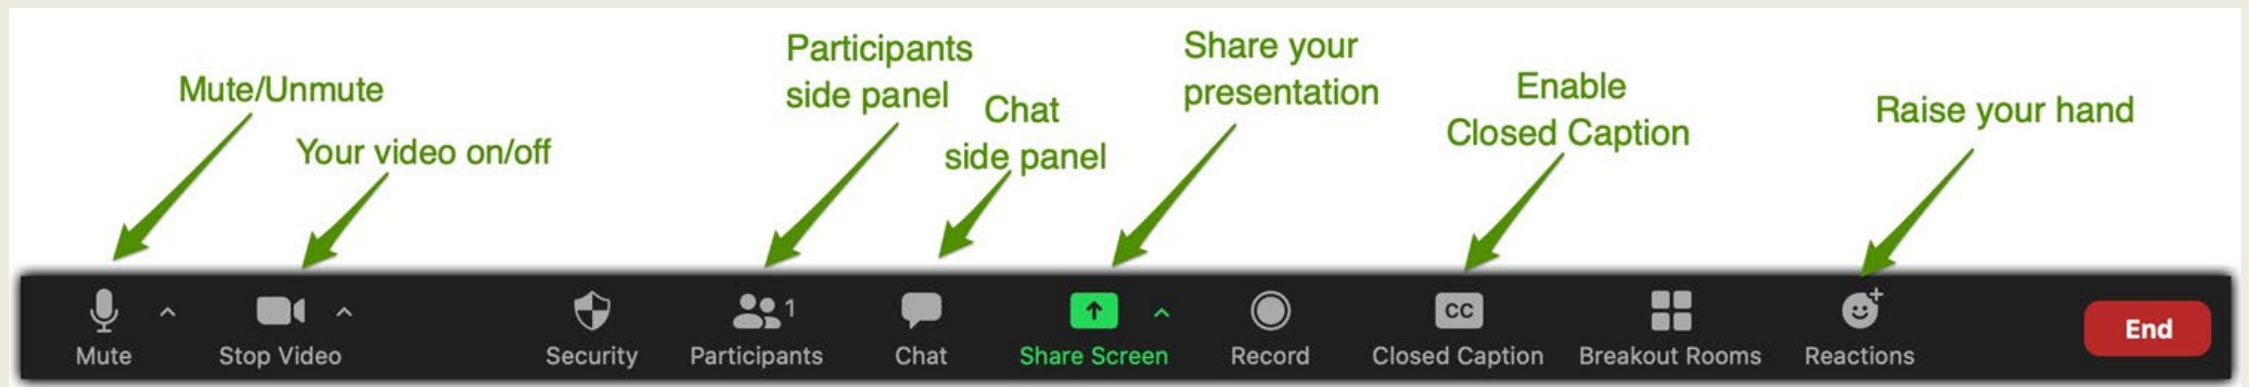 Mute/Unmute
Your video on/off
Participants
side panel
Chat
side panel
Share your
presentation
Enable
Closed Caption
Raise your hand
1
CC
Mute
Stop Video
Security
Participants
Chat
Share Screen
Record
Closed Caption
Breakout Rooms
Reactions
End